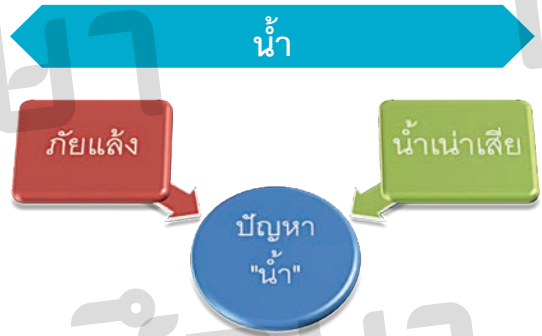 น้ำ
ภัยแล้ง
น้ำเน่าเสีย
ปัญหา
"น้ำ"